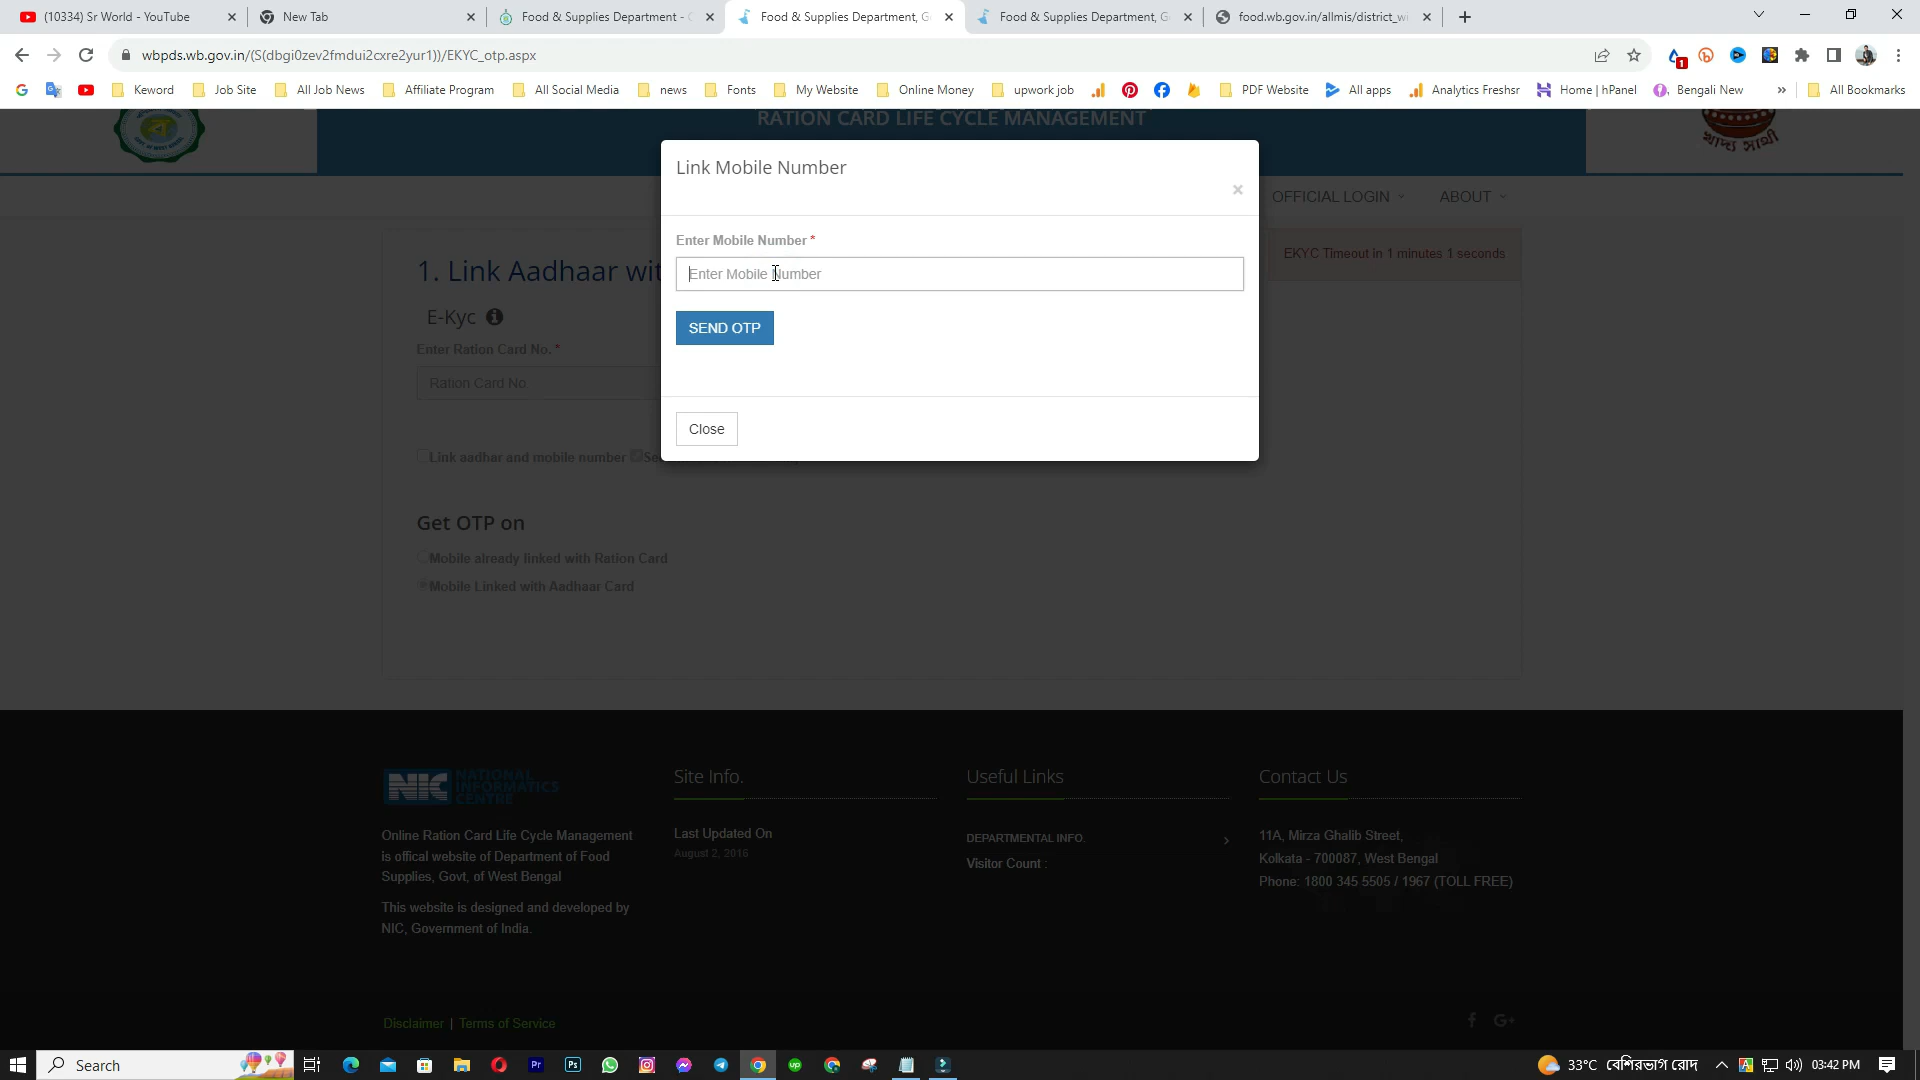 (10334) Sr World - YouTube
New Tab
Food & Supplies Department -
Food & Supplies Department, G
Food & Supplies Department, G
food.wb.gov.in/allmis/district_w
wbpds.wb.gov.in/(S(dbgi0zev2fmdui2cxre2yur1))/EKYC_otp.aspx
1
Keword
Job Site
All Job News
Affiliate Program
All Social Media
news
Fonts
My Website
Online Money
upwork job
PDF Website
All apps
Analytics Freshsr
Home | hPanel
Bengali New
»
All Bookmarks
RATION CARD LIFE CYCLE MANAGEMENT
খাদ্য সাথী
Link Mobile Number
×
OFFICIAL LOGIN
ABOUT
Enter Mobile Number *
Enter Mobile Number
SEND OTP
Close
EKYC Timeout in 1 minutes 1 seconds
1. Link Aadhaar wit
E-Kyc
Enter Ration Card No. *
Ration Card No.
Link aadhar and mobile number
Get OTP on
Mobile already linked with Ration Card
Mobile Linked with Aadhaar Card
NIC NATIONAL
INFORMATICS
CENTRE
Online Ration Card Life Cycle Management
is offical website of Department of Food
Supplies, Govt, of West Bengal
This website is designed and developed by
NIC, Government of India.
Site Info.
Last Updated On
August 2, 2016
Useful Links
DEPARTMENTAL INFO.
Visitor Count :
Contact Us
11A, Mirza Ghalib Street,
Kolkata - 700087, West Bengal
Phone: 1800 345 5505 / 1967 (TOLL FREE)
Disclaimer | Terms of Service
Search
33°C বেশিরভাগ রোদ
03:42 PM